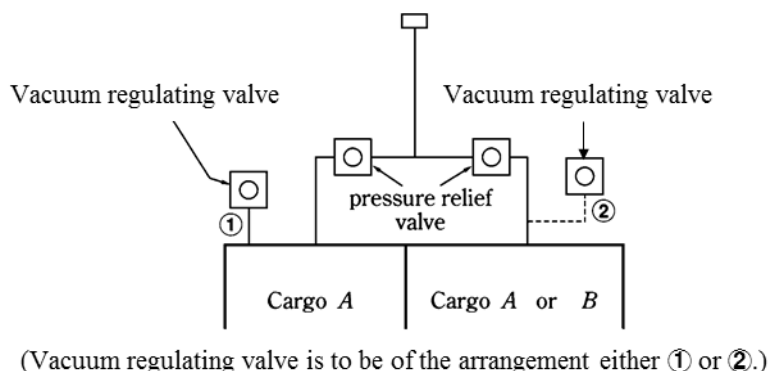 Vacuum regulating valve
Vacuum regulating valve
pressure relief
valve
①
②
Cargo A
Cargo A or B
(Vacuum regulating valve is to be of the arrangement either ① or ②.)